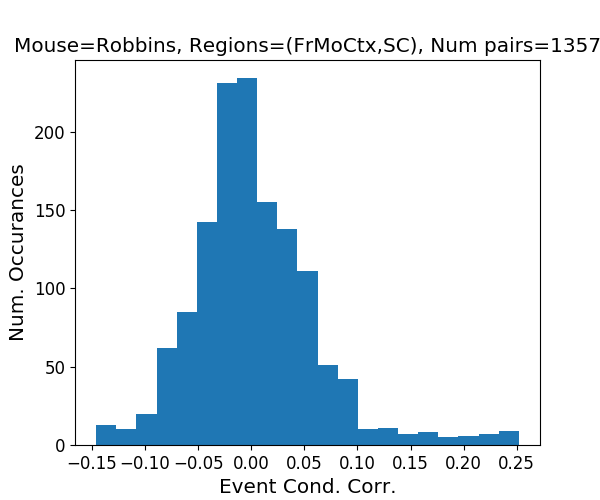 Mouse=Robbins, Regions=(FrMoCtx,SC), Num pairs=1357
Num. Occurances
200
150
100
50
0
−0.15 −0.10 −0.05 0.00 0.05 0.10 0.15 0.20 0.25
Event Cond. Corr.